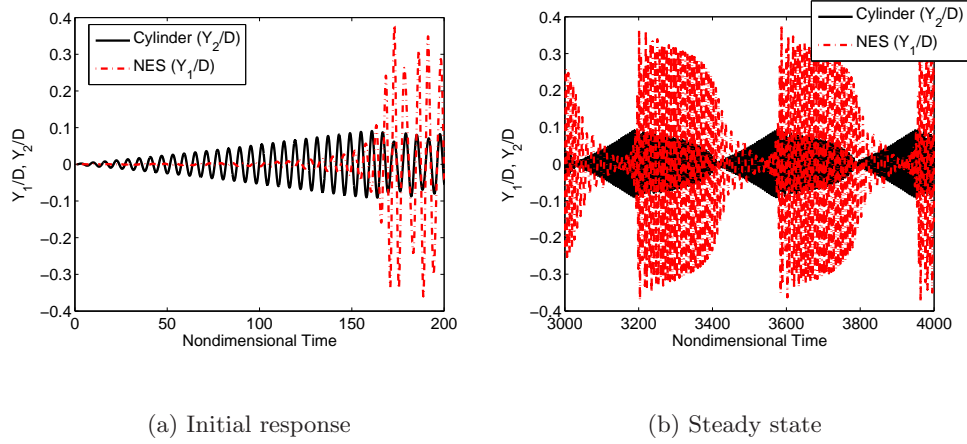 0.4
0.3
0.2
0.1
0
−0.1
−0.2
−0.3
−0.4
Y1/D, Y2/D
Cylinder (Y2/D)
NES (Y1/D)
0
50
100
150
200
Nondimensional Time
(a) Initial response
0.4
0.3
0.2
0.1
0
−0.1
−0.2
−0.3
−0.4
Y1/D, Y2/D
Cylinder (Y2/D)
NES (Y1/D)
3000
3200
3400
3600
3800
4000
Nondimensional Time
(b) Steady state